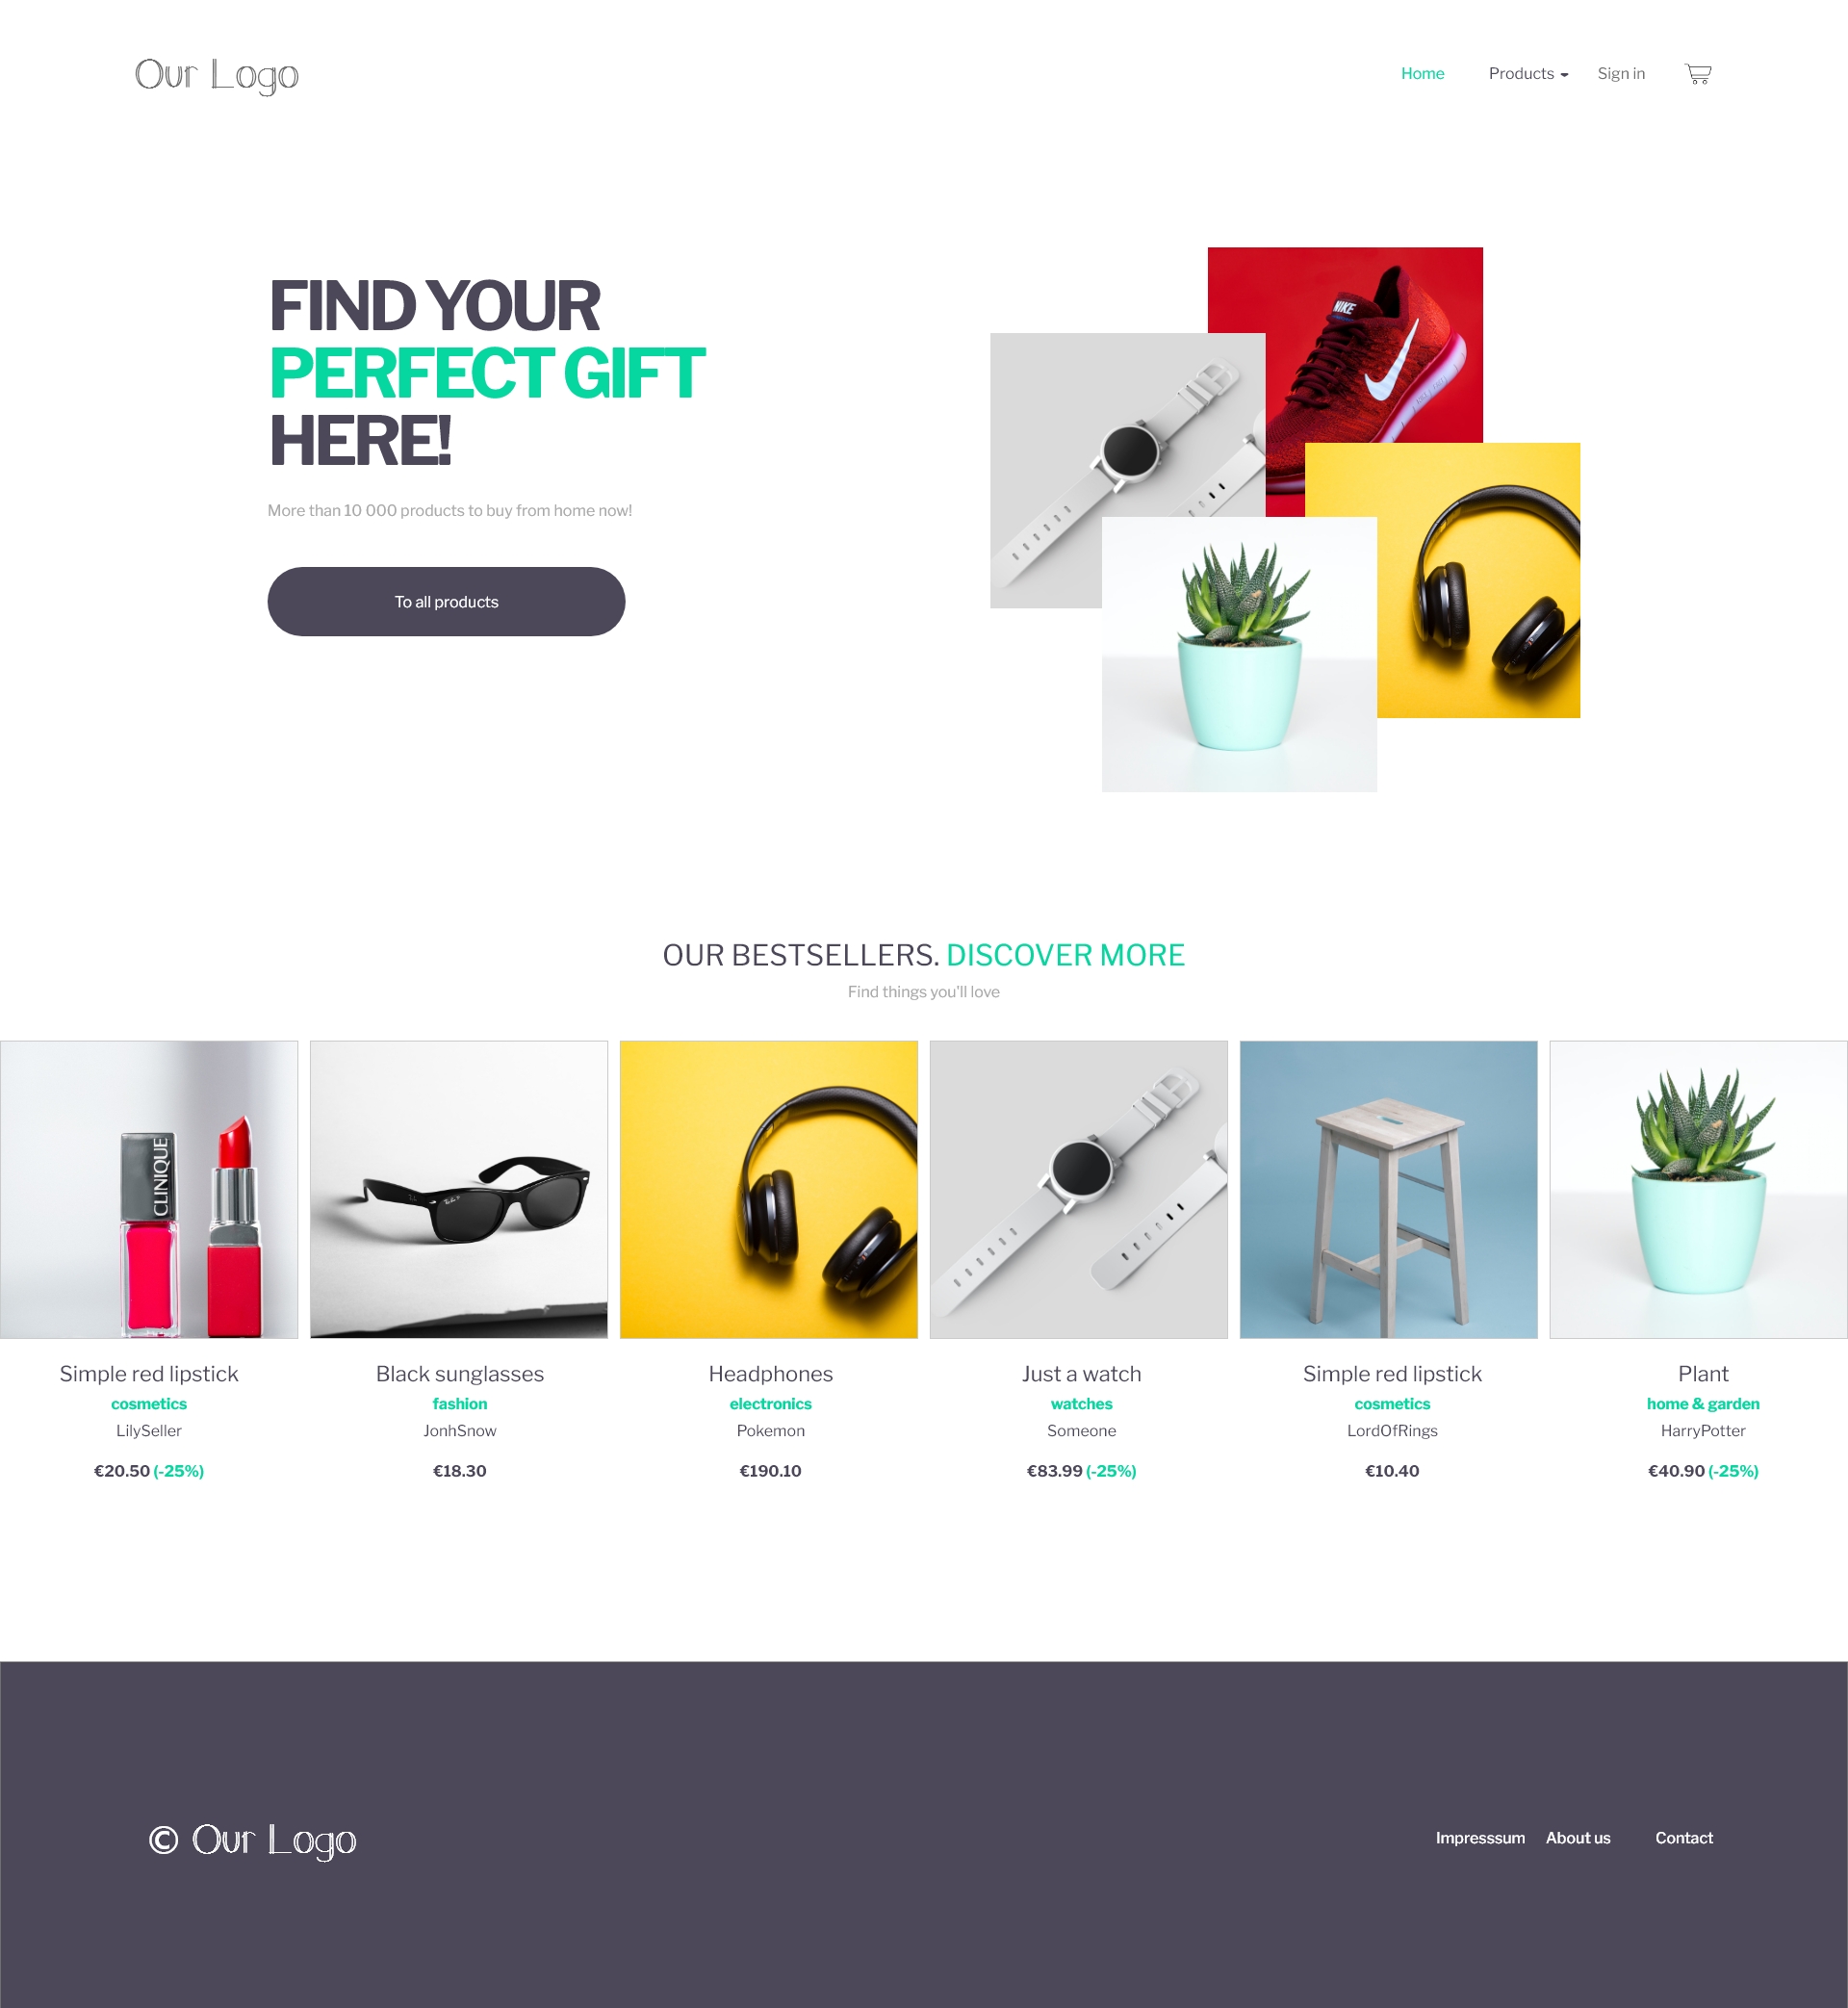 Our Logo
Home Products Sign in
FIND YOUR
PERFECT GIFT
HERE!
More than 10 000 products to buy from home now!
To all products
NIKE
OUR BESTSELLERS. DISCOVER MORE
Find things you'll love
CLINIQUE
Simple red lipstick
cosmetics
LilySeller
€20.50 (-25%)
Black sunglasses
fashion
JonhSnow
€18.30
Headphones
electronics
Pokemon
€190.10
Just a watch
watches
Someone
€83.99 (-25%)
Simple red lipstick
cosmetics
LordOfRings
€10.40
Plant
home & garden
HarryPotter
€40.90 (-25%)
© Our Logo
Impresssum About us Contact